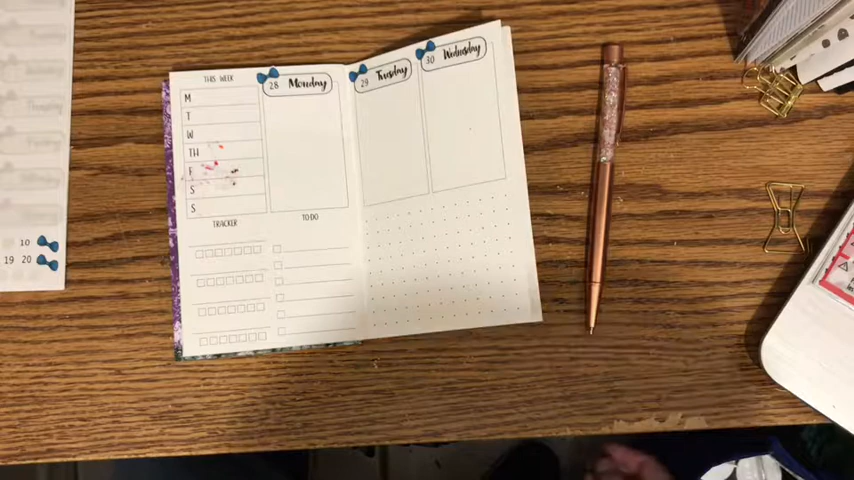 THIS WEEK
M
T
W
TH
F
S
S
TRACKER
TO DO
28 Monday
29 Tuesday
30 Wednesday
10
19 20